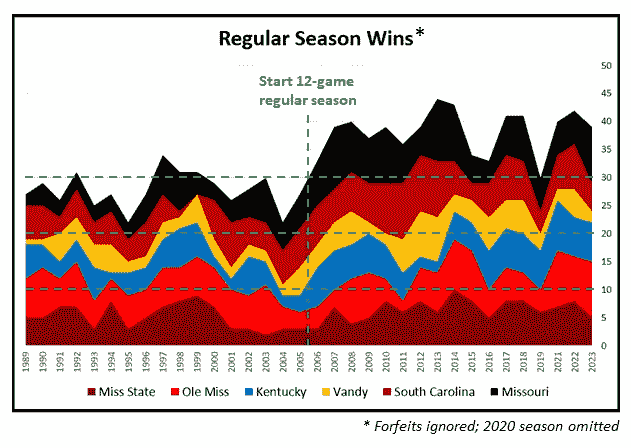 Regular Season Wins*
Start 12-game
regular season
50
45
40
35
30
25
20
15
10
5
0
1989 1990 1991 1992 1993 1994 1995 1996 1997 1998 1999 2000 2001 2002 2003 2004 2005 2006 2007 2008 2009 2010 2011 2012 2013 2014 2015 2016 2017 2018 2019 2021 2022 2023
Miss State Ole Miss Kentucky Vandy South Carolina Missouri
* Forfeits ignored; 2020 season omitted